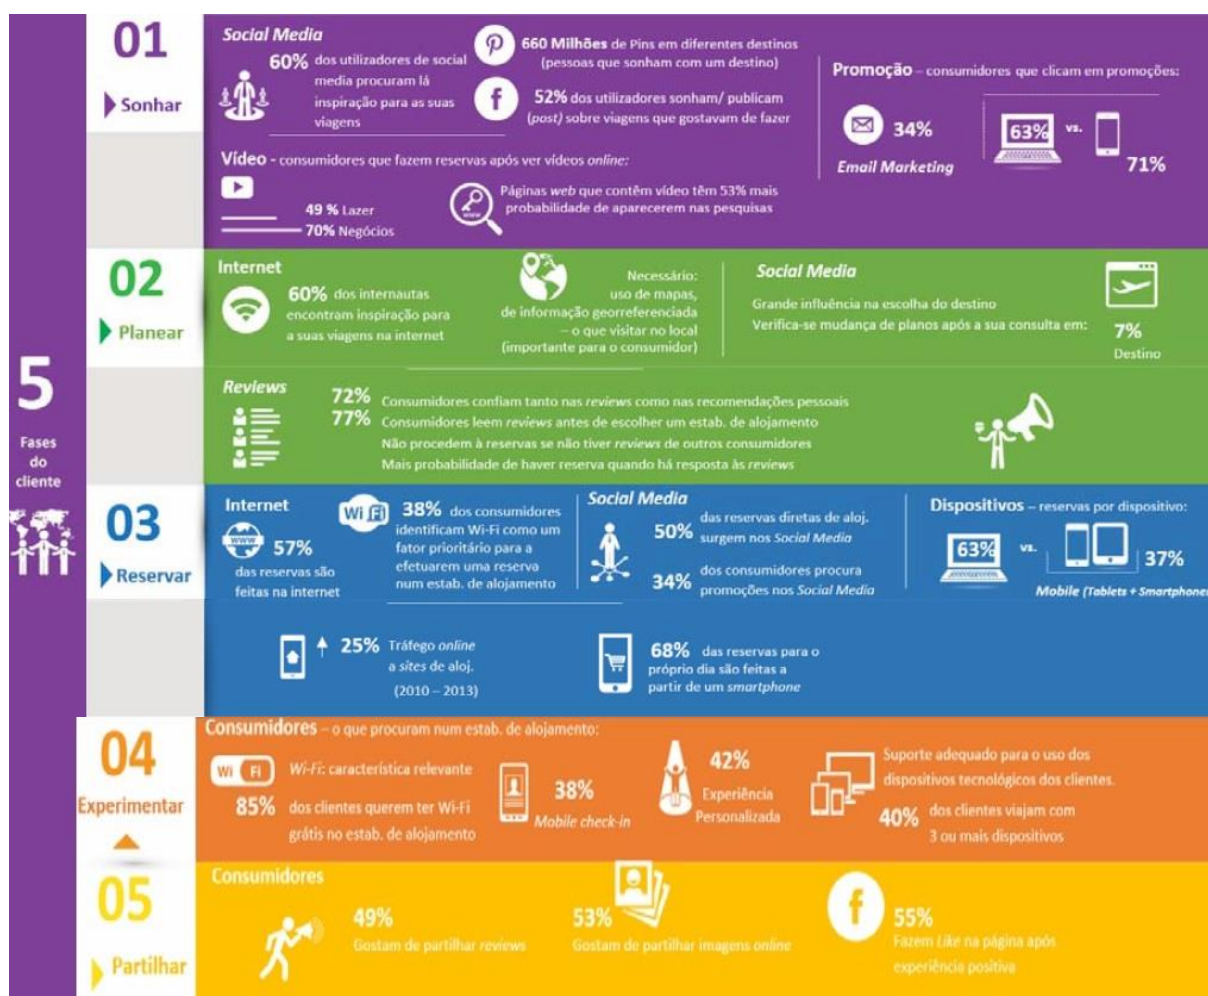 5
Fases
do
cliente
01
Sonhar
Social Media
60% dos utilizadores de social
media procuram lá
inspiração para as suas
viagens
660 Milhões de Pins em diferentes destinos
(pessoas que sonham com um destino)
52% dos utilizadores sonham/ publicam
(post) sobre viagens que gostavam de fazer
Promoção – consumidores que clicam em promoções:
34%
Email Marketing
63% vs.
71%
Vídeo - consumidores que fazem reservas após ver vídeos online:
49 % Lazer
70% Negócios
www
Páginas web que contêm vídeo têm 53% mais
probabilidade de aparecerem nas pesquisas
02
Planear
Internet
60% dos internautas
encontram inspiração para
a suas viagens na internet
Necessário:
uso de mapas,
de informação georreferenciada
– o que visitar no local
(importante para o consumidor)
Social Media
Grande influência na escolha do destino
Verifica-se mudança de planos após a sua consulta em:
7%
Destino
Reviews
72% Consumidores confiam tanto nas reviews como nas recomendações pessoais
77% Consumidores leem reviews antes de escolher um estab. de alojamento
Não procedem à reservas se não tiver reviews de outros consumidores
Mais probabilidade de haver reserva quando há resposta às reviews
03
Reservar
Internet
www
57%
das reservas são
feitas na internet
Wi Fi
38% dos consumidores
identificam Wi-Fi como um
fator prioritário para a
efetuarem uma reserva
num estab. de alojamento
Social Media
50% das reservas diretas de aloj.
surgem nos Social Media
34% dos consumidores procura
promoções nos Social Media
Dispositivos – reservas por dispositivo:
63% vs.
37%
Mobile (Tablets + Smartphone
25% Tráfego online
a sites de aloj.
(2010 – 2013)
68% das reservas para o
próprio dia são feitas a
partir de um smartphone
04
Experimentar
Consumidores – o que procuram num estab. de alojamento:
Wi Fi
Wi-Fi: característica relevante
85% dos clientes querem ter Wi-Fi
grátis no estab. de alojamento
38%
Mobile check-in
42%
Experiência
Personalizada
Suporte adequado para o uso dos
dispositivos tecnológicos dos clientes.
40% dos clientes viajam com
3 ou mais dispositivos
05
Partilhar
Consumidores
49%
Gostam de partilhar reviews
53%
Gostam de partilhar imagens online
55%
Fazem Like na página após
experiência positiva